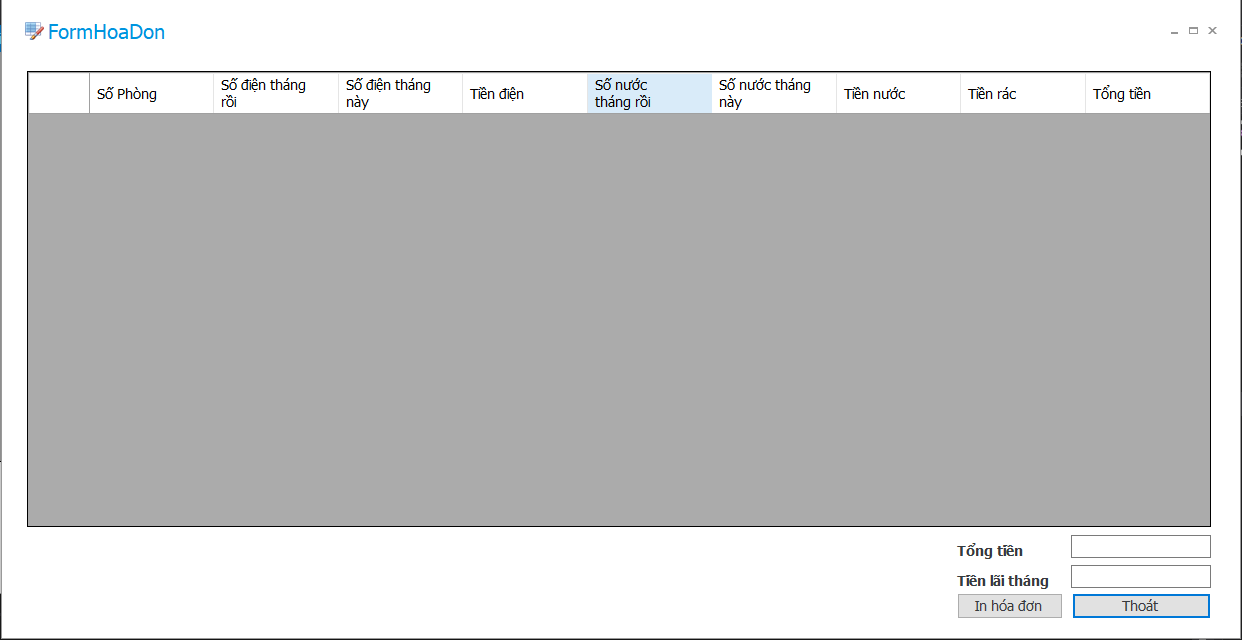 FormHoaDon
Số Phòng
Số điện tháng
rồi
Số điện tháng
này
Tiền điện
Số nước
tháng rồi
Số nước tháng
này
Tiền nước
Tiền rác
Tổng tiền
Tổng tiền
Tiền lãi tháng
In hóa đơn
Thoát